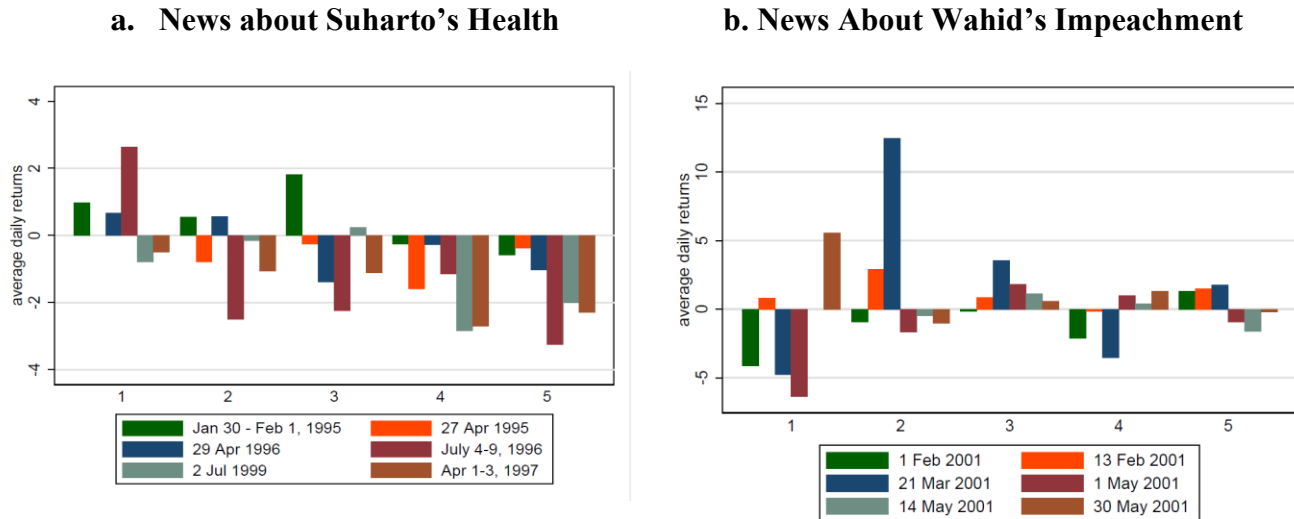 a. News about Suharto’s Health
4
2
0
-2
-4
average daily returns
1 2 3 4 5
Jan 30 - Feb 1, 1995 27 Apr 1995
29 Apr 1996 July 4-9, 1996
2 Jul 1999 Apr 1-3, 1997
b. News About Wahid’s Impeachment
15
10
5
0
-5
average daily returns
1 2 3 4 5
1 Feb 2001 13 Feb 2001
21 Mar 2001 1 May 2001
14 May 2001 30 May 2001